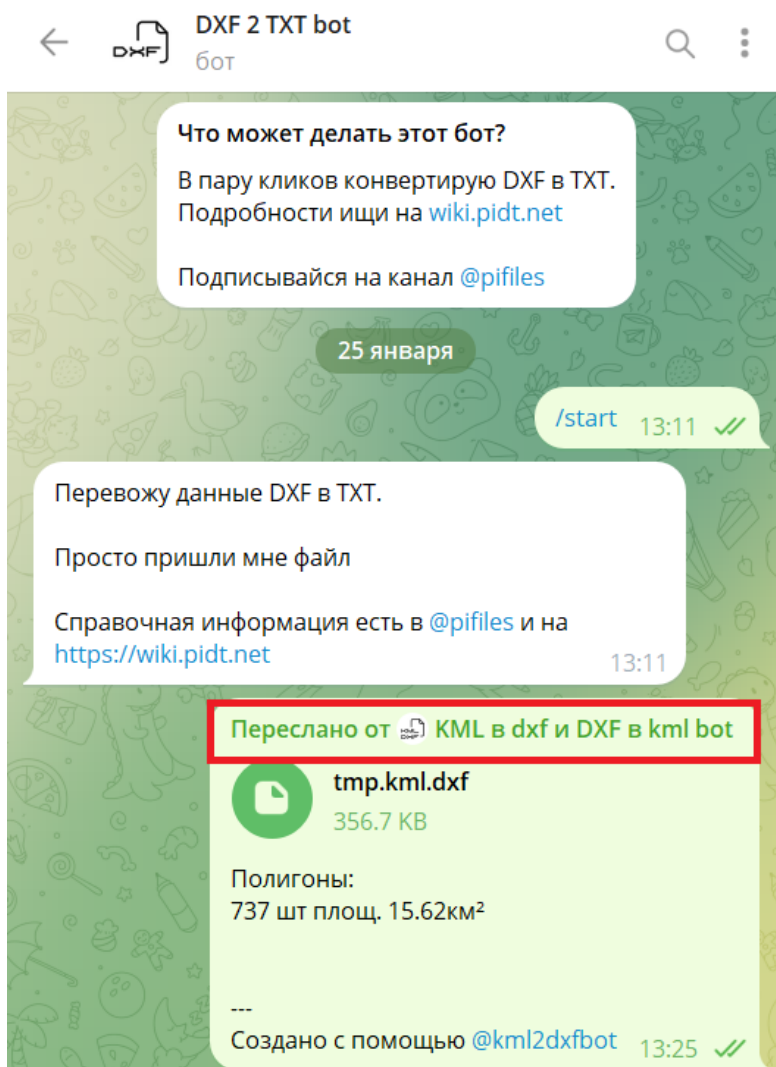 DXF 2 TXT bot
DXF
бот
Что может делать этот бот?
В пару кликов конвертирую DXF в TXT.
Подробности ищи на wiki.pidt.net
Подписывайся на канал @pifiles
25 января
/start 13:11
Перевожу данные DXF в TXT.
Просто пришли мне файл
Справочная информация есть в @pifiles и на
https://wiki.pidt.net
13:11
Переслано от KML в dxf и DXF в kml bot
tmp.kml.dxf
356.7 KB
Полигоны:
737 шт площ. 15.62км²
---
Создано с помощью @kml2dxfbot 13:25